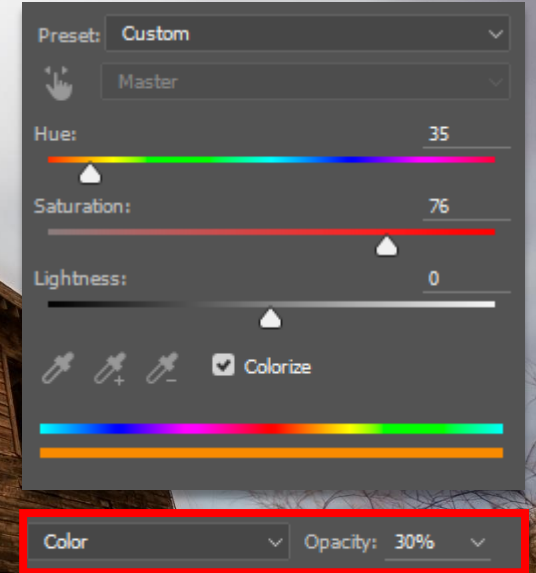 Preset: Custom
Master
Hue: 35
Saturation: 76
Lightness: 0
Colorize
Color Opacity: 30%